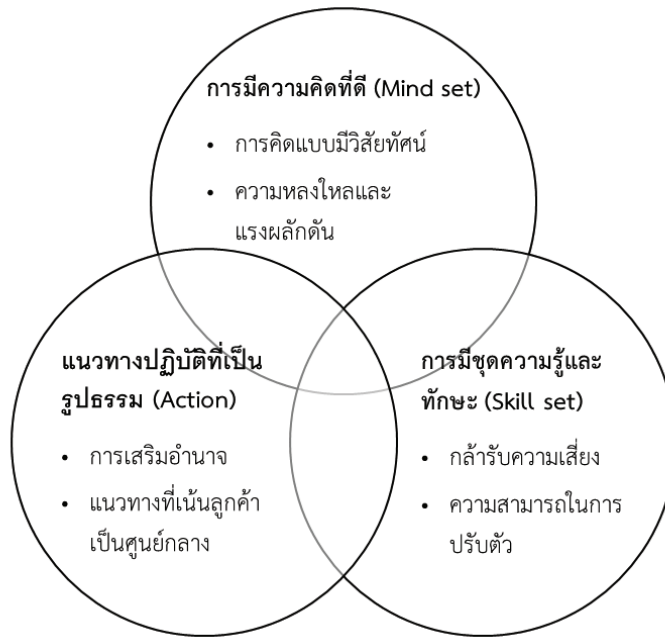 การมีความคิดที่ดี (Mind set)
• การคิดแบบมีวิสัยทัศน์
• ความหลงใหลและ
แรงผลักดัน
แนวทางปฏิบัติที่เป็น
รูปธรรม (Action)
• การเสริมอำนาจ
• แนวทางที่เน้นลูกค้า
เป็นศูนย์กลาง
การมีชุดความรู้และ
ทักษะ (Skill set)
• กล้ารับความเสี่ยง
• ความสามารถในการ
ปรับตัว